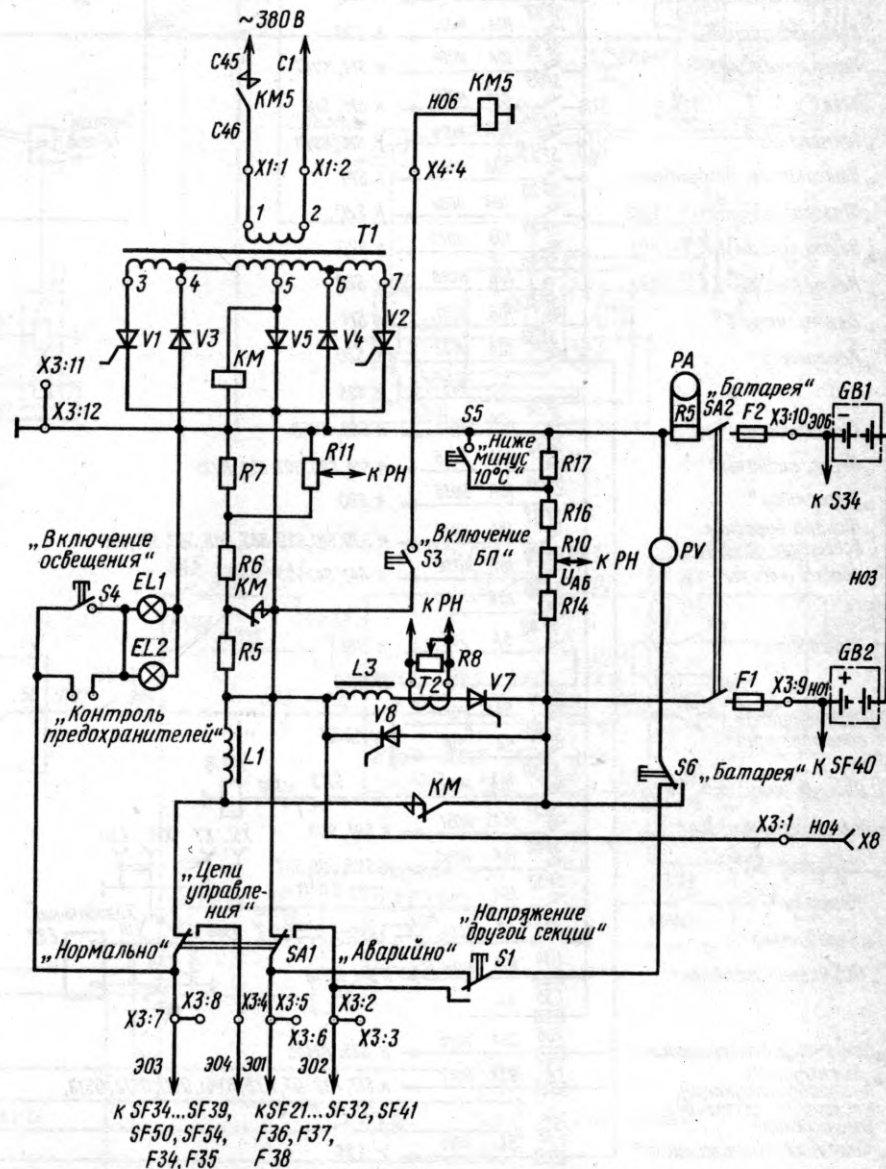 ~380 В
С45
С1
КМ5
С46
Н06
КМ5
Х1:1
Х1:2
Х4:4
1
2
Т1
3
4
5
6
7
V1
V3
V5
V4
V2
КМ
Х3:11
Х3:12
РА
„Батарея“
GB1
R5
SA2
F2
Х3:10
Э06
−
S5
„Ниже
минус
10°С“
R7
R11
К РН
R17
К S34
R16
„Включение
освещения“
S4
EL1
R6
КМ
„Включение
S3
БП“
R10
К РН
UАБ
PV
Н03
R14
EL2
R5
К РН
R8
L3
Т2
V7
GB2
+
F1
Х3:9
Н01
„Контроль
предохранителей“
L1
V8
К SF40
S6
„Батарея“
КМ
Х3:1
Н04
Х8
„Цепи
управле-
ния“
„Напряжение
другой секции“
„Нормально“
SA1
„Аварийно“
S1
Х3:7
Х3:8
Х3:4
Х3:5
Х3:2
Х3:6
Х3:3
Э03
Э04
Э01
Э02
К SF34...SF39,
SF50, SF54,
F34, F35
К SF21...SF32, SF41
F36, F37,
F38